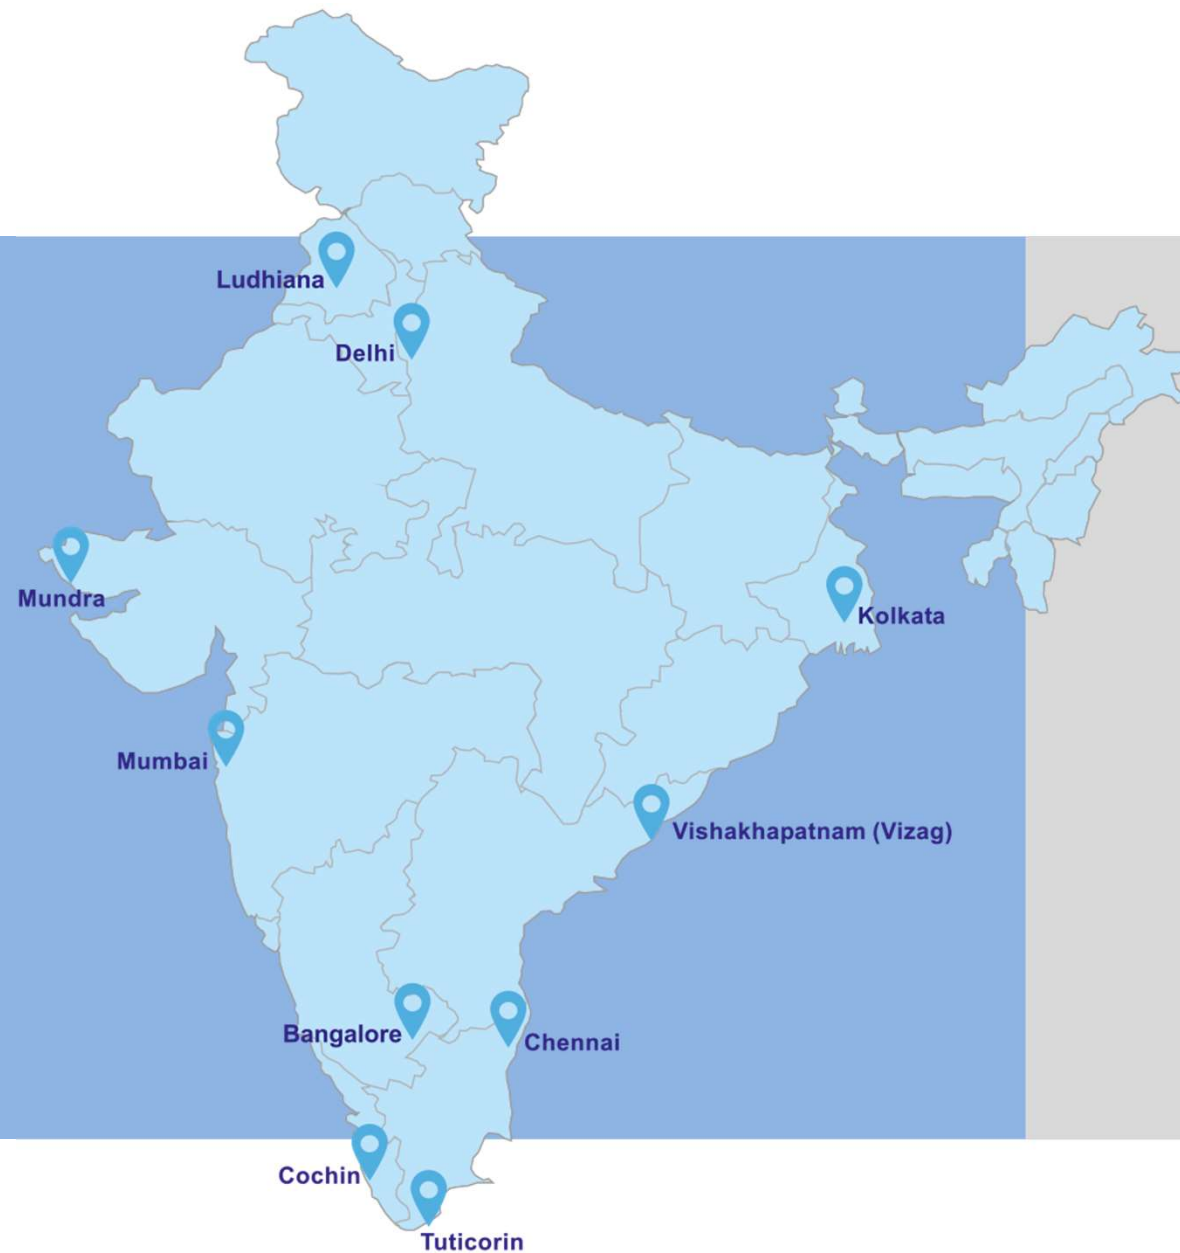 Ludhiana
Delhi
Mundra
Kolkata
Mumbai
Vishakhapatnam (Vizag)
Bangalore
Chennai
Cochin
Tuticorin